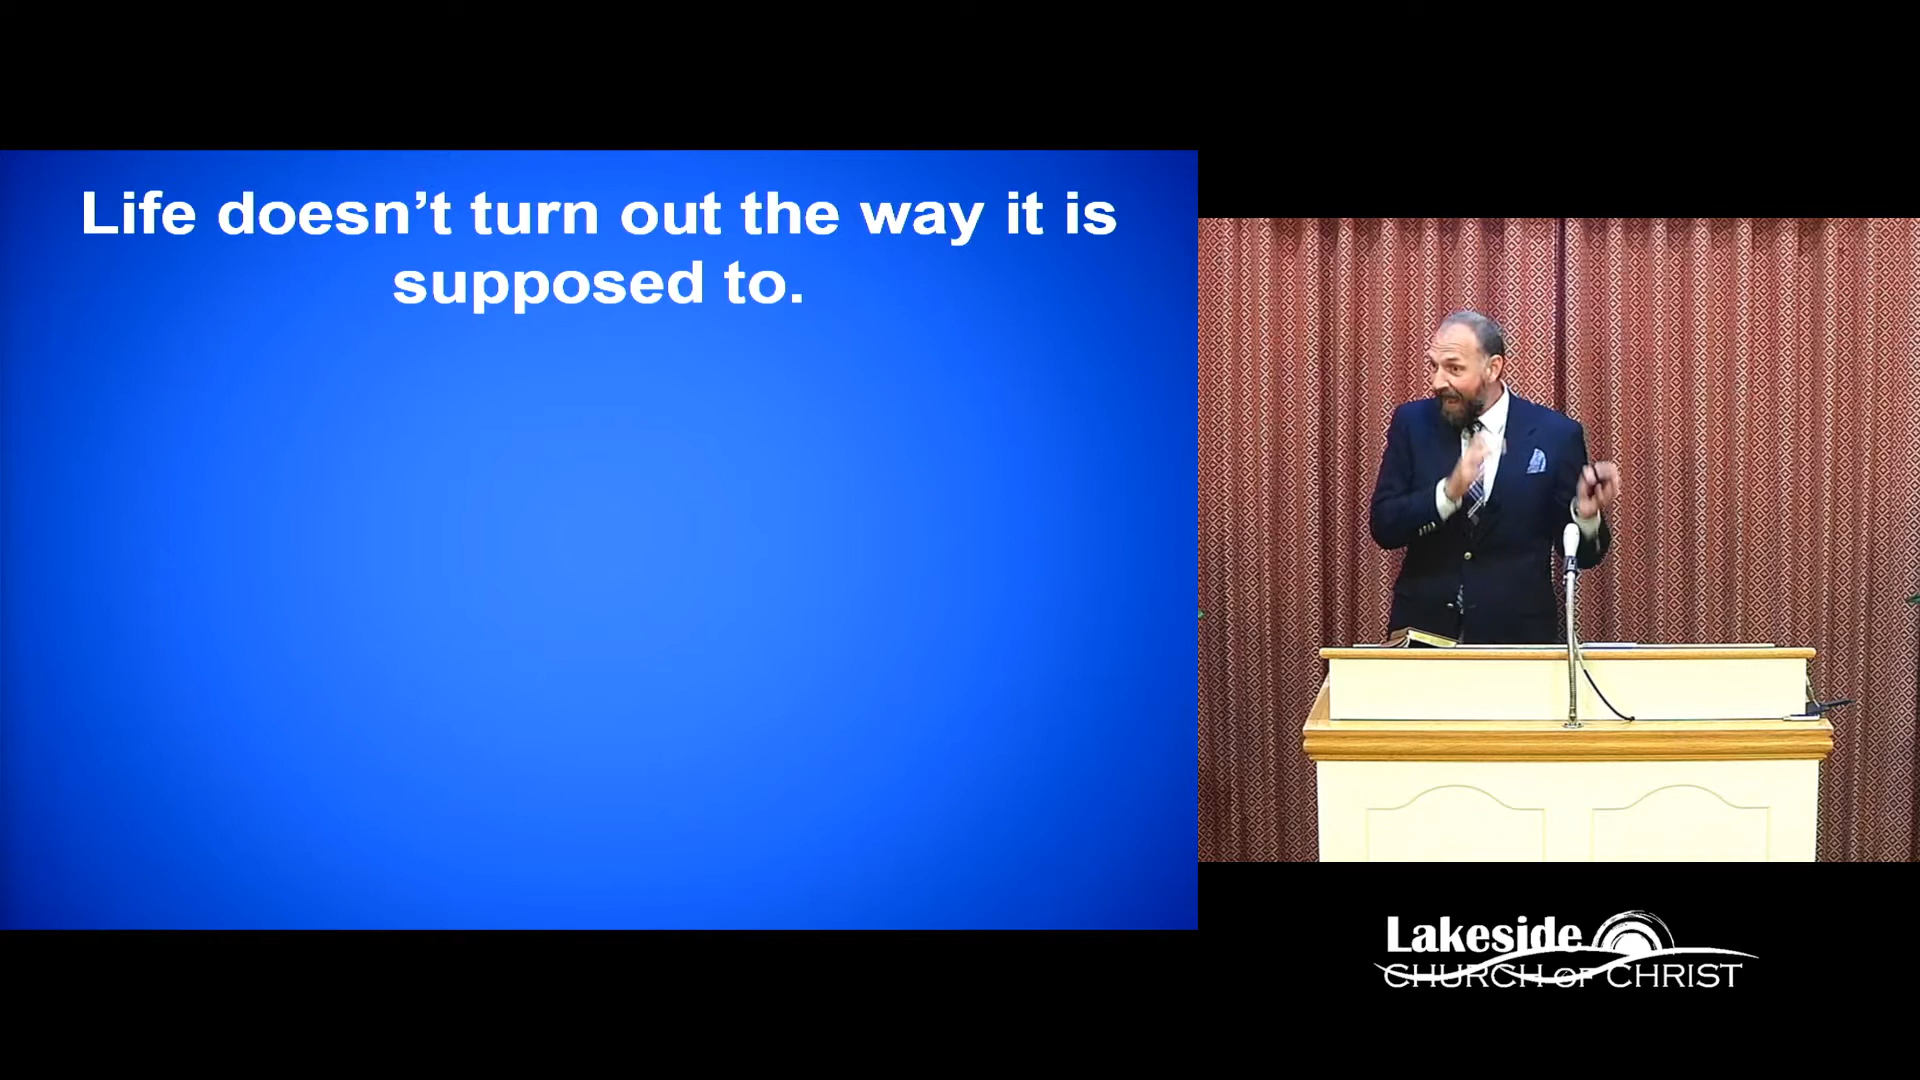 Life doesn’t turn out the way it is
supposed to.
Lakeside
CHURCH OF CHRIST